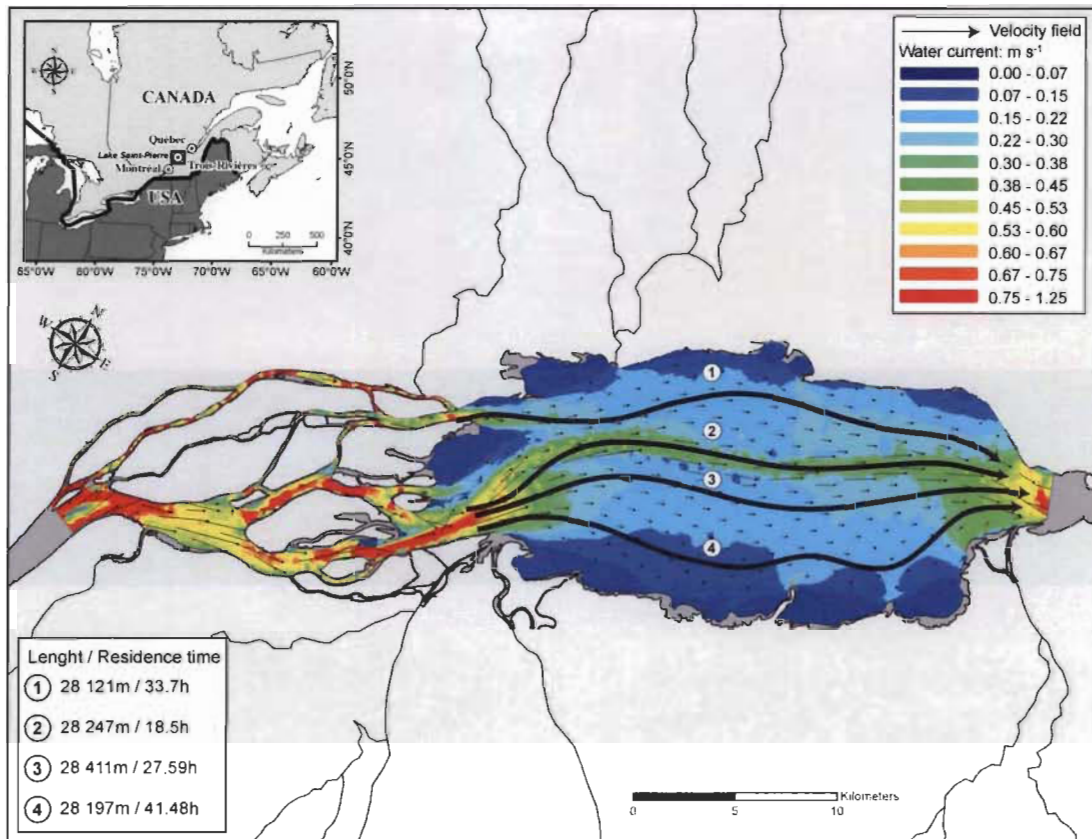 CANADA
Québec
Lake Saint-Pierre
Trois-Rivières
Montréal
USA
0 250 500
Kilometers
50°0'N
45°0'N
40°0'N
85°0'W 80°0'W 75°0'W 70°0'W 65°0'W 60°0'W
N
W E
S
Velocity field
Water current: m s-1
0.00 - 0.07
0.07 - 0.15
0.15 - 0.22
0.22 - 0.30
0.30 - 0.38
0.38 - 0.45
0.45 - 0.53
0.53 - 0.60
0.60 - 0.67
0.67 - 0.75
0.75 - 1.25
W N
S E
1
2
3
4
Lenght / Residence time
1 28 121m / 33.7h
2 28 247m / 18.5h
3 28 411m / 27.59h
4 28 197m / 41.48h
Kilometers
0 5 10